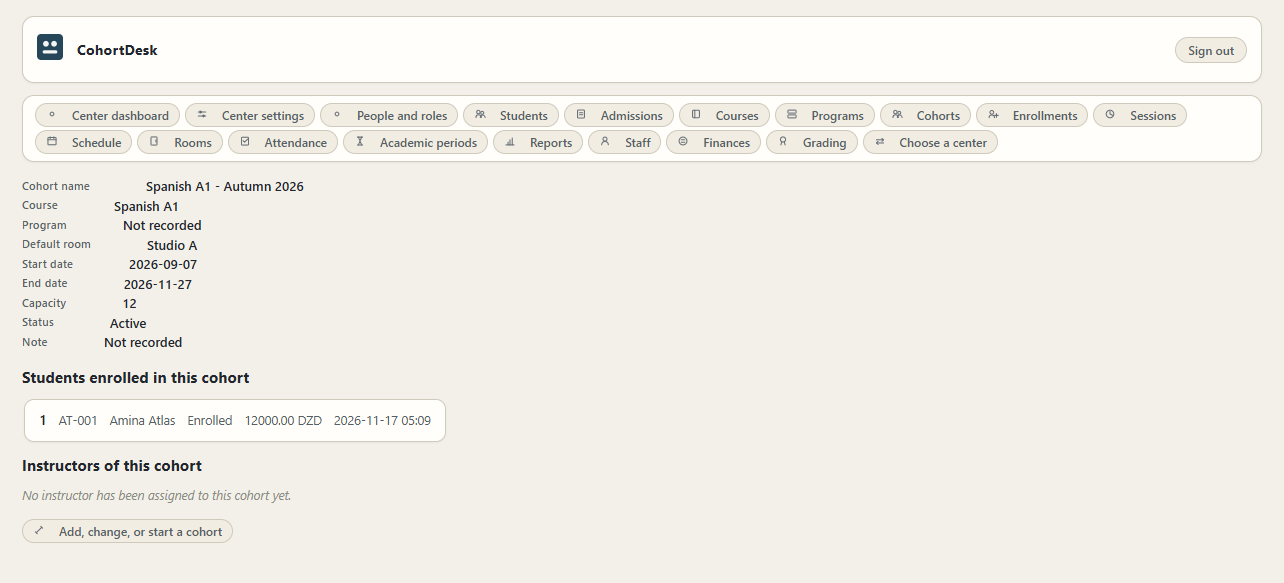 CohortDesk
Sign out
Center dashboard Center settings People and roles Students Admissions Courses Programs Cohorts Enrollments Sessions
Schedule Rooms Attendance Academic periods Reports Staff Finances Grading Choose a center
Cohort name Spanish A1 - Autumn 2026
Course Spanish A1
Program Not recorded
Default room Studio A
Start date 2026-09-07
End date 2026-11-27
Capacity 12
Status Active
Note Not recorded
Students enrolled in this cohort
1 AT-001 Amina Atlas Enrolled 12000.00 DZD 2026-11-17 05:09
Instructors of this cohort
No instructor has been assigned to this cohort yet.
Add, change, or start a cohort